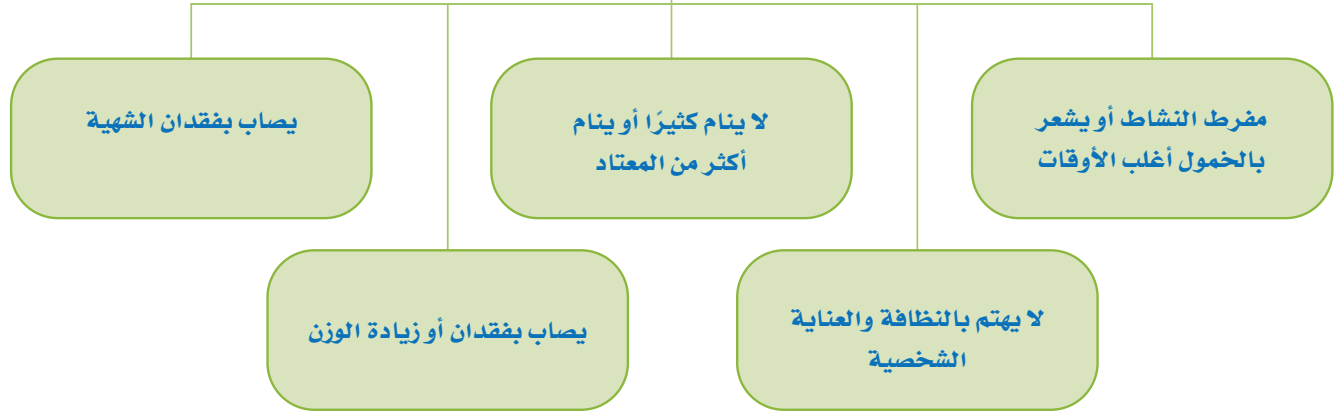 مفرط النشاط أو يشعر
بالخمول أغلب الأوقات
لا ينام كثيرًا أو ينام
أكثر من المعتاد
يصاب بفقدان الشهية
لا يهتم بالنظافة والعناية
الشخصية
يصاب بفقدان أو زيادة الوزن